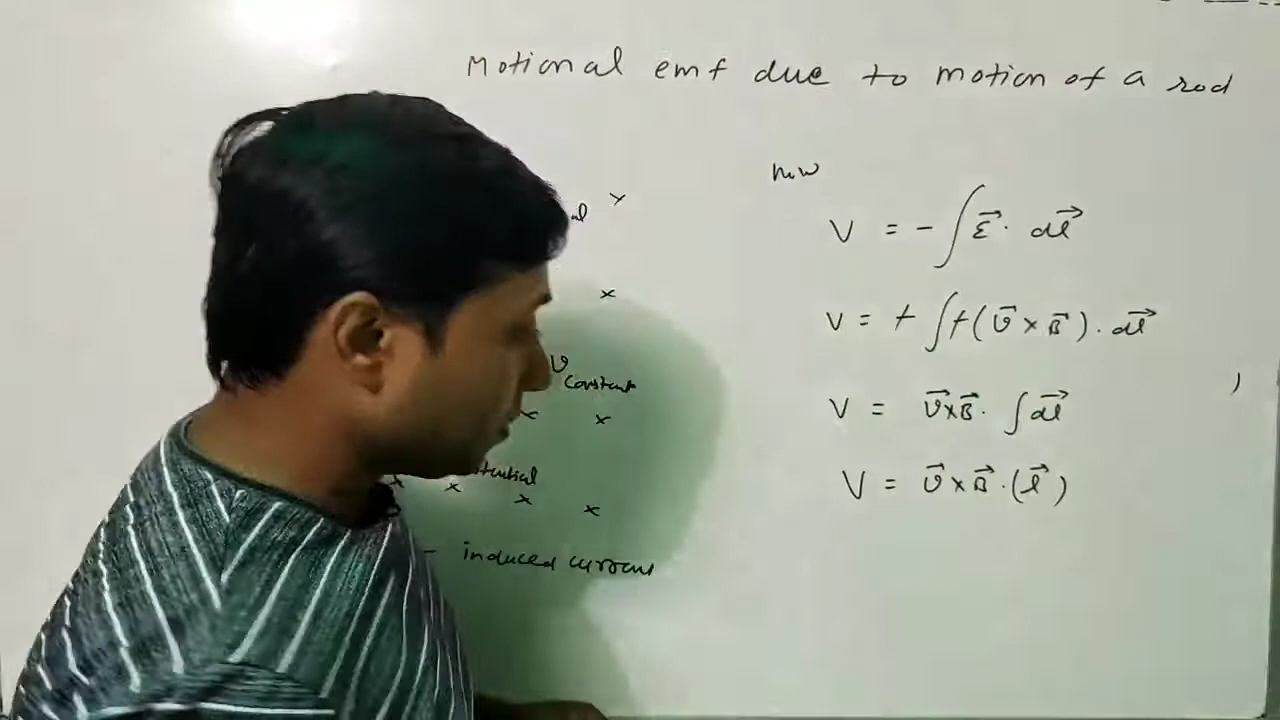 Motional emf due to motion of a rod
now
x
V = - ∫ E⃗ . dl⃗
x
V = + ∫ + ( v⃗ × B⃗ ) . dl⃗
v
constant
V = v⃗ × B⃗ . ∫ dl⃗
x x
V = v⃗ × B⃗ . ( l⃗ )
x x x x
induced current